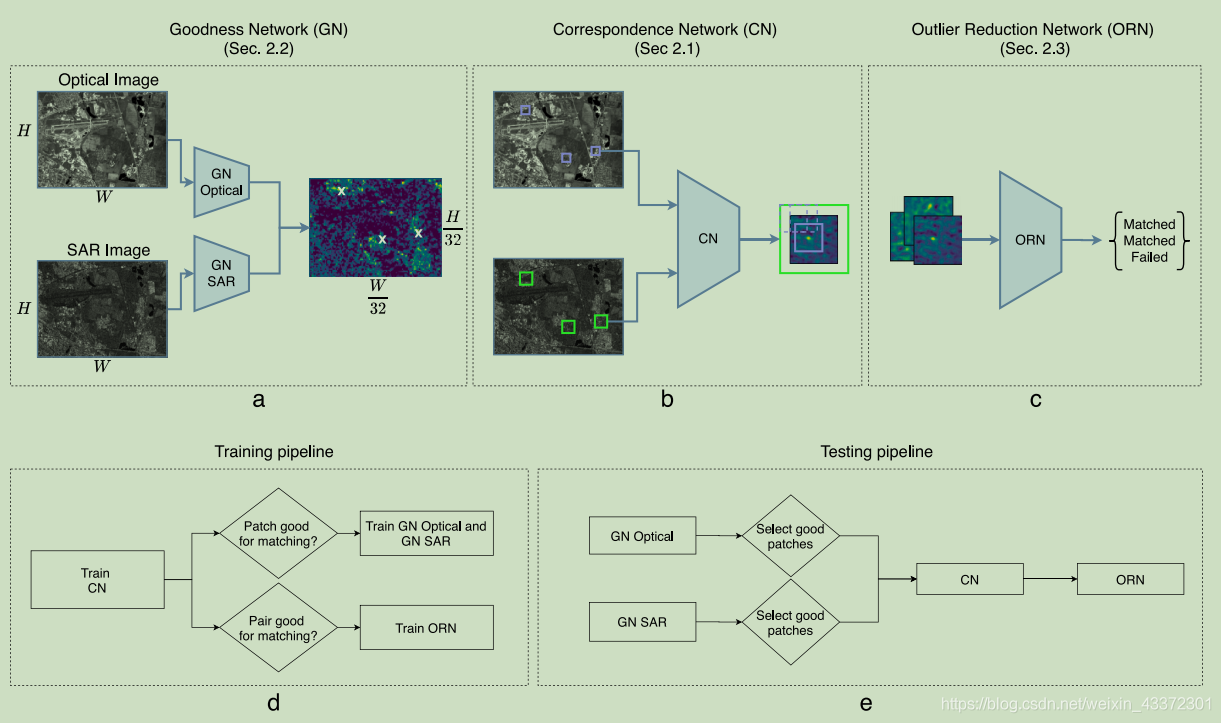 Goodness Network (GN)
(Sec. 2.2)
Optical Image
H
W
GN
Optical
SAR Image
H
W
GN
SAR
x
x
x
H
32
W
32
a
Correspondence Network (CN)
(Sec 2.1)
CN
b
Outlier Reduction Network (ORN)
(Sec. 2.3)
ORN
Matched
Matched
Failed
c
Training pipeline
Train
CN
Patch good
for matching?
Train GN Optical and
GN SAR
Pair good
for matching?
Train ORN
d
Testing pipeline
GN Optical
Select good
patches
GN SAR
Select good
patches
CN
ORN
e
https://blog.csdn.net/weixin_43372301